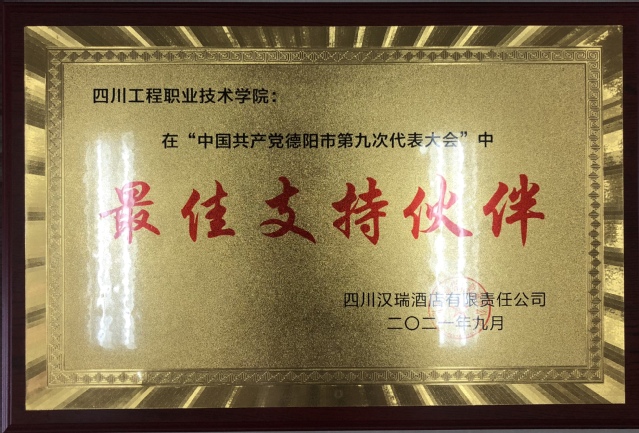 四川工程职业技术学院：
在“中国共产党德阳市第九次代表大会”中
最佳支持伙伴
四川汉瑞酒店有限责任公司
二〇二一年九月